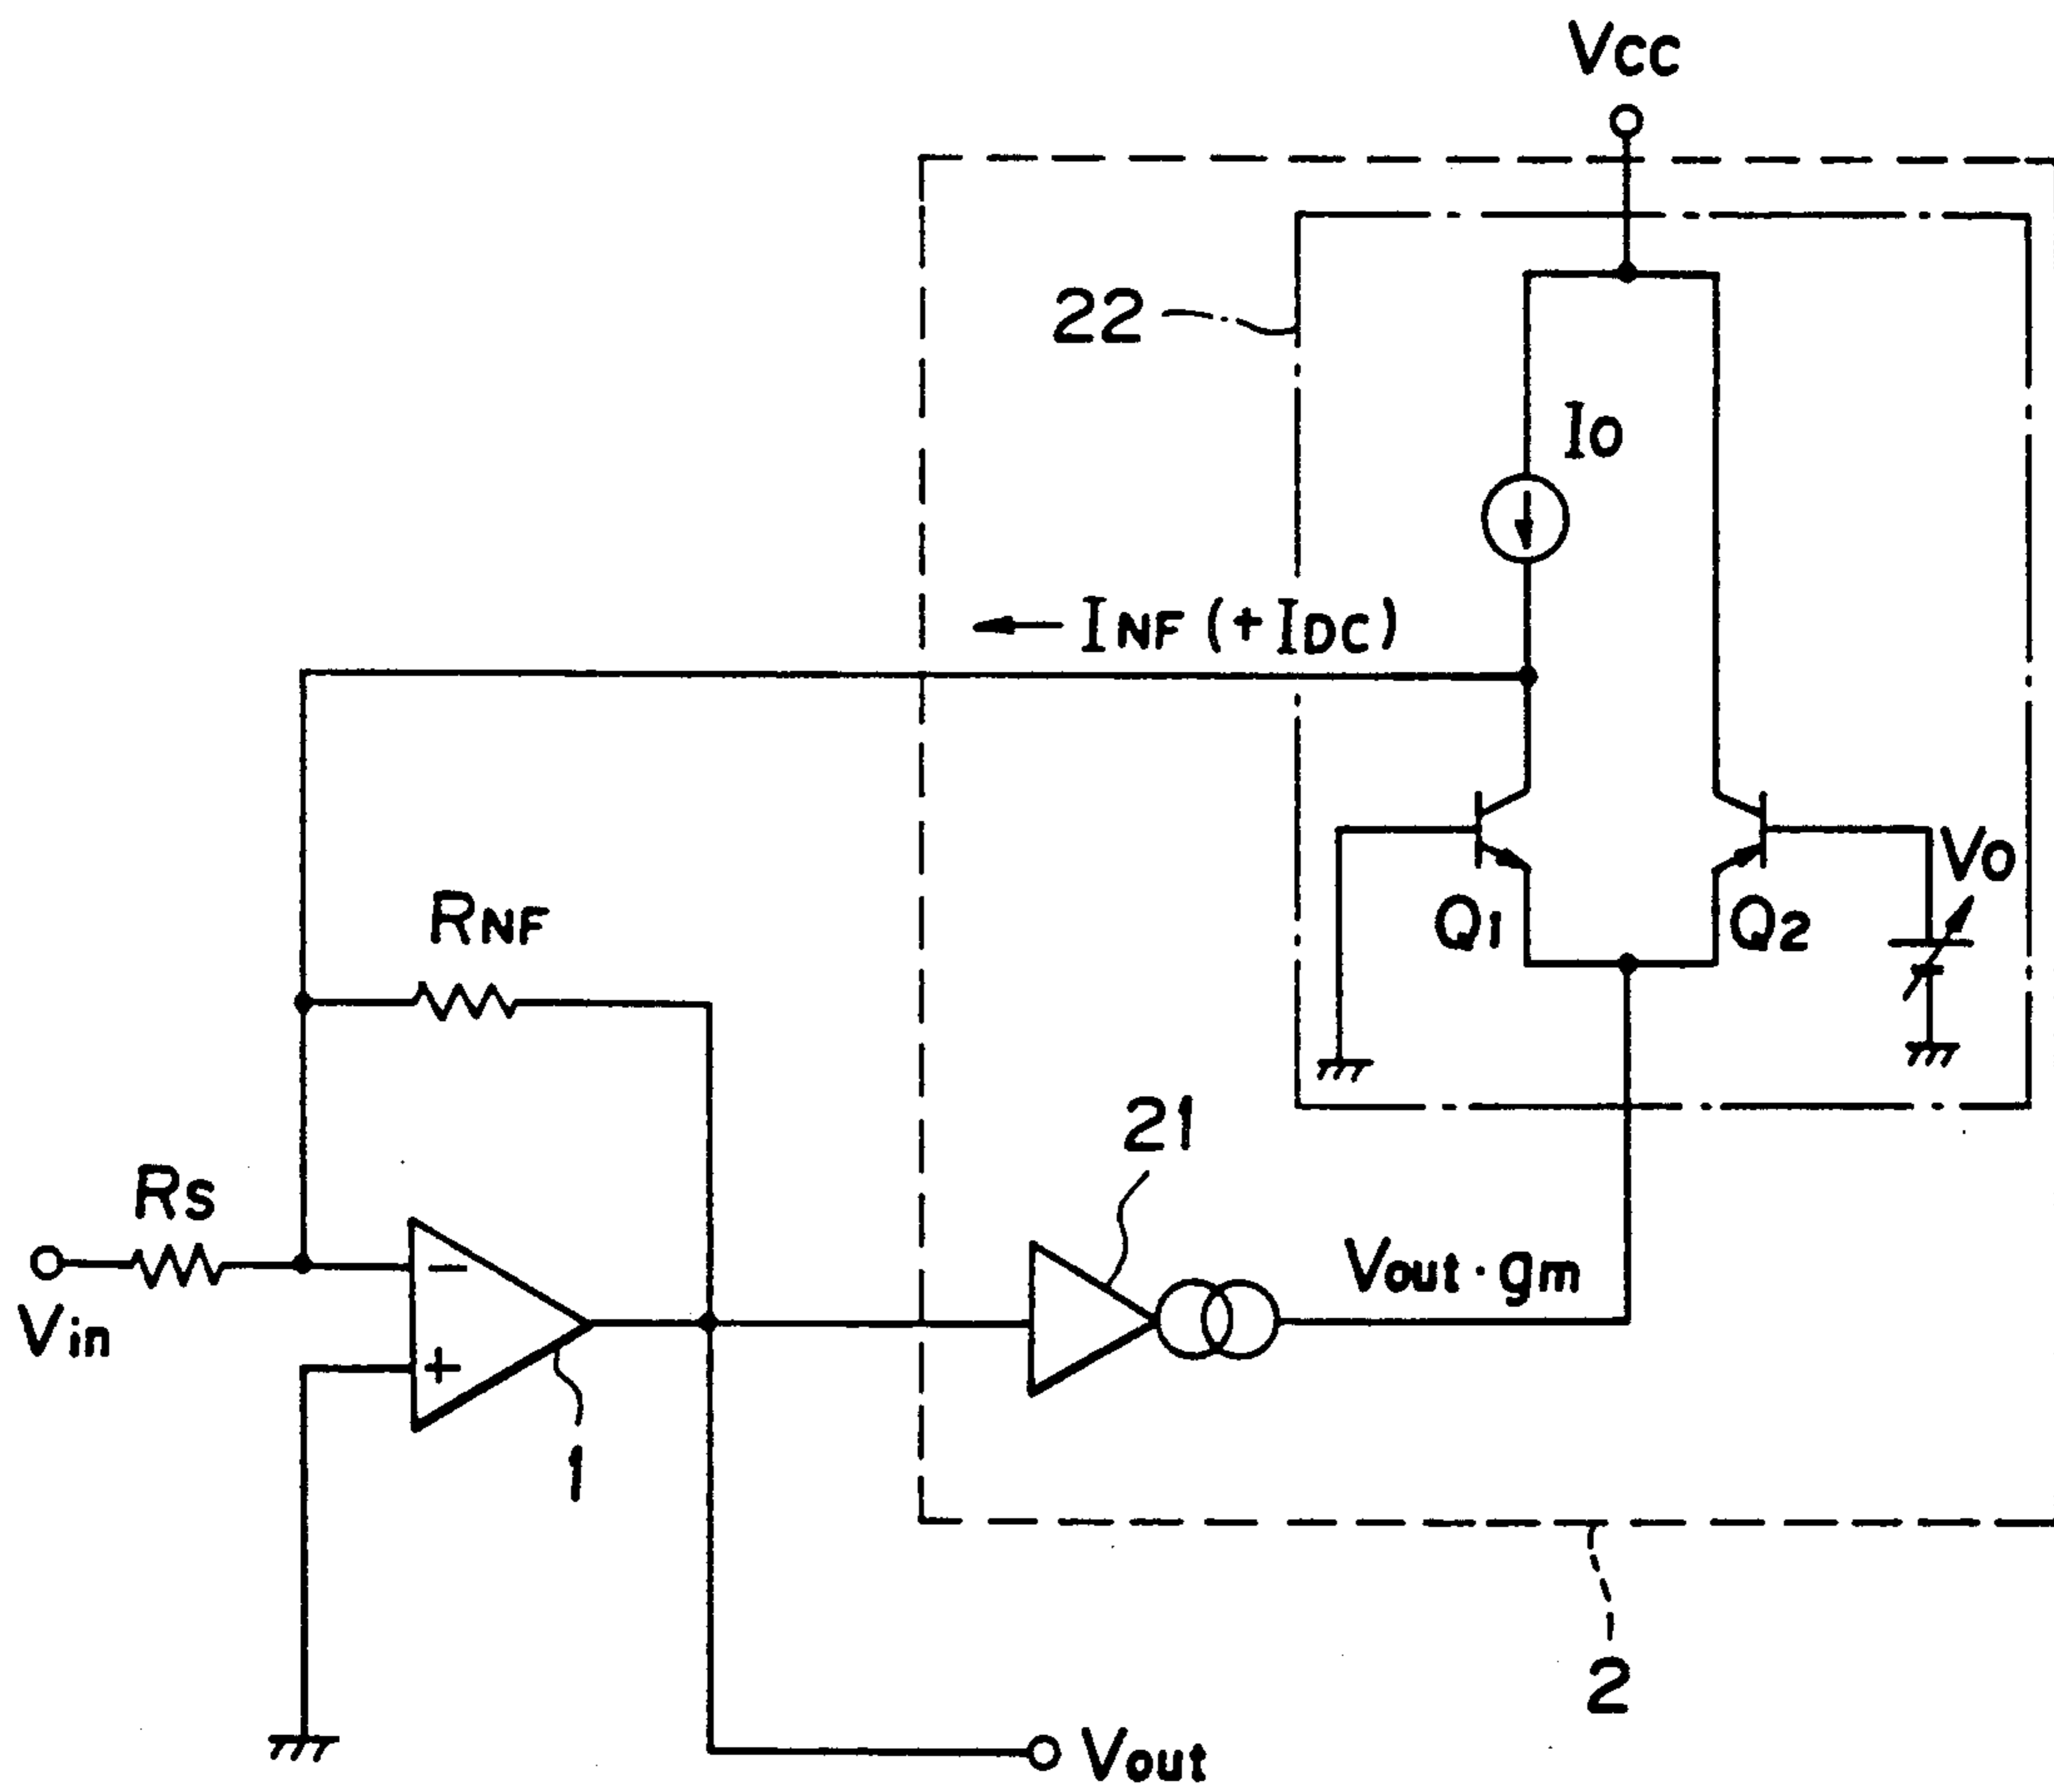 Vcc
22
Io
← INF (+IDC)
Vo
RNF
Q1
Q2
21
Rs
Vout·gm
−
Vin
+
1
2
Vout